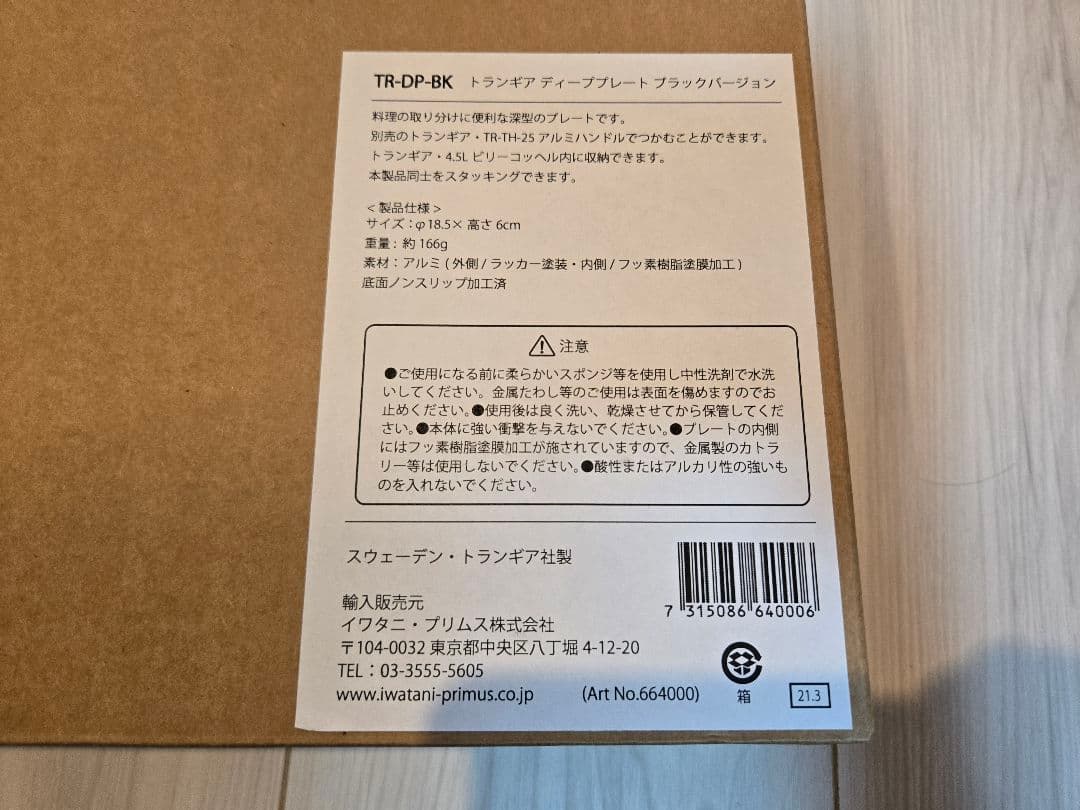 TR-DP-BK トランギア ディーププレート ブラックバージョン
料理の取り分けに便利な深型のプレートです。
別売のトランギア・TR-TH-25 アルミハンドルでつかむことができます。
トランギア・4.5L ビリーコッヘル内に収納できます。
本製品同士をスタッキングできます。
＜製品仕様＞
サイズ：φ18.5× 高さ 6cm
重量：約 166g
素材：アルミ ( 外側 / ラッカー塗装・内側 / フッ素樹脂塗膜加工 )
底面ノンスリップ加工済
⚠ 注意
●ご使用になる前に柔らかいスポンジ等を使用し中性洗剤で水洗
いしてください。金属たわし等のご使用は表面を傷めますのでお
止めください。●使用後は良く洗い、乾燥させてから保管してくだ
さい。●本体に強い衝撃を与えないでください。●プレートの内側
にはフッ素樹脂塗膜加工が施されていますので、金属製のカトラ
リー等は使用しないでください。●酸性またはアルカリ性の強いも
のを入れないでください。
スウェーデン・トランギア社製
7 315086 640006
輸入販売元
イワタニ・プリムス株式会社
〒104-0032 東京都中央区八丁堀 4-12-20
TEL：03-3555-5605
www.iwatani-primus.co.jp (Art No.664000) 箱 21.3